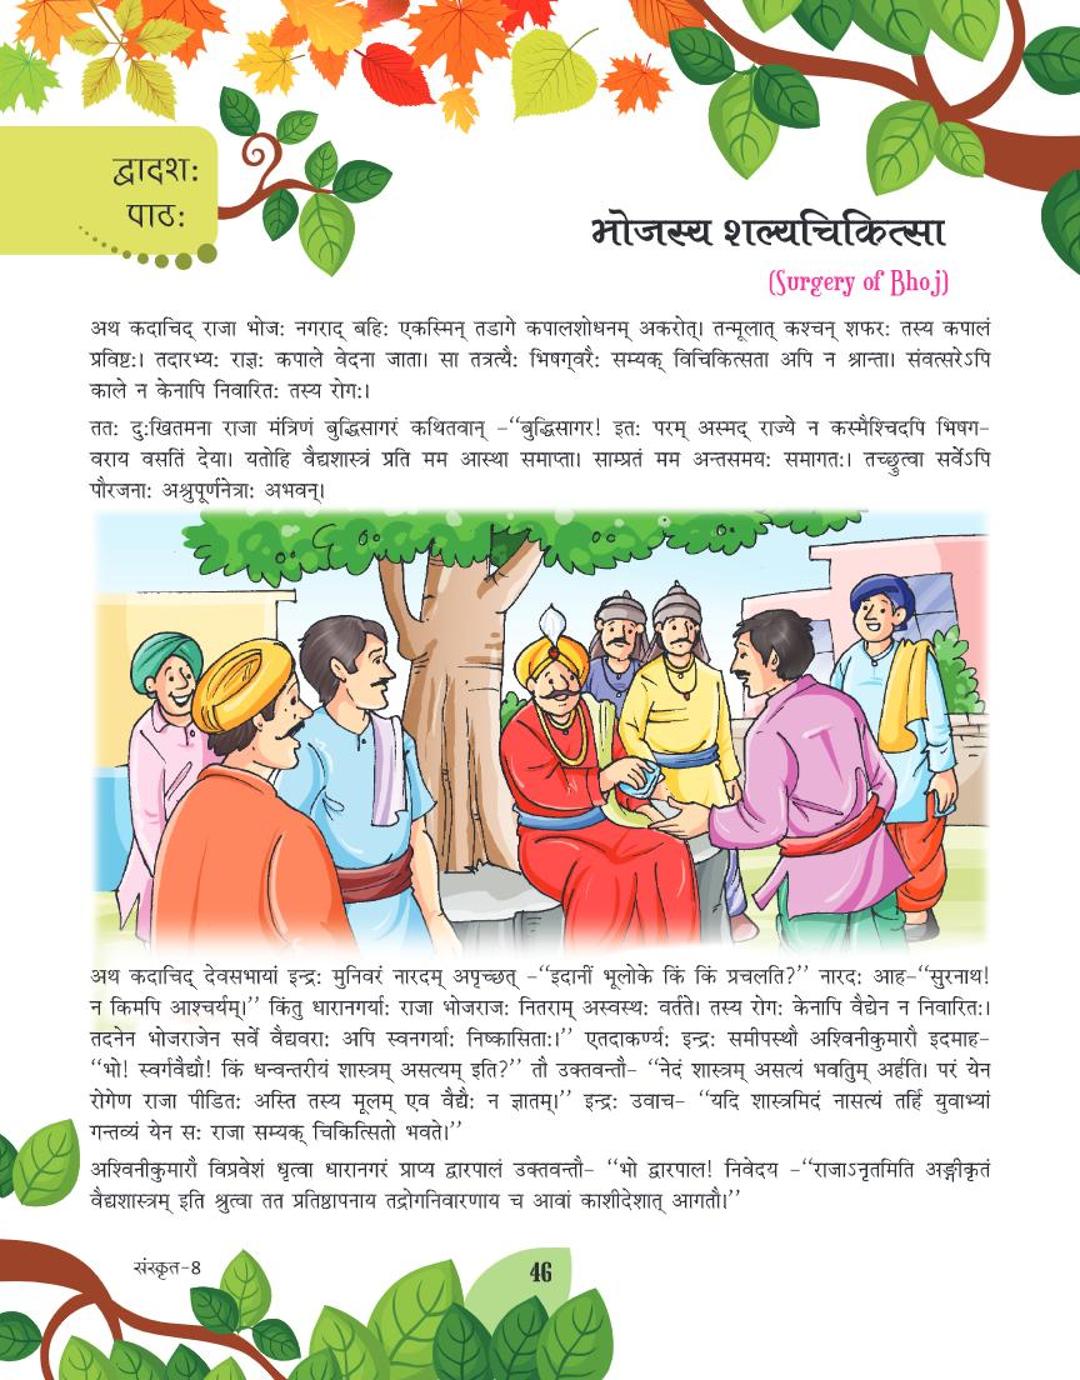 द्वादश:
पाठ:
भोजस्य शल्यचिकित्सा
(Surgery of Bhoj)
अथ कदाचिद् राजा भोज: नगराद् बहि: एकस्मिन् तडागे कपालशोधनम् अकरोत्। तन्मूलात् कश्चन् शफर: तस्य कपालं
प्रविष्ट:। तदारभ्य: राज्ञ: कपाले वेदना जाता। सा तत्रत्यै: भिषग्वरै: सम्यक् विचिकित्सता अपि न श्रान्ता। संवत्सरेऽपि
काले न केनापि निवारित: तस्य रोग:।
तत: दु:खितमना राजा मंत्रिणं बुद्धिसागरं कथितवान् -‘‘बुद्धिसागर! इत: परम् अस्मद् राज्ये न कस्मैश्चिदपि भिषग-
वराय वसतिं देया। यतोहि वैद्यशास्त्रं प्रति मम आस्था समाप्ता। साम्प्रतं मम अन्तसमय: समागत:। तच्छ्रुत्वा सर्वेऽपि
पौरजना: अश्रुपूर्णनेत्रा: अभवन्।
अथ कदाचिद् देवसभायां इन्द्र: मुनिवरं नारदम् अपृच्छत् -‘‘इदानीं भूलोके किं किं प्रचलति?’’ नारद: आह-‘‘सुरनाथ!
न किमपि आश्चर्यम्।’’ किंतु धारानगर्या: राजा भोजराज: नितराम् अस्वस्थ: वर्तते। तस्य रोग: केनापि वैद्येन न निवारित:।
तदनेन भोजराजेन सर्वे वैद्यवरा: अपि स्वनगर्या: निष्कासिता:।’’ एतदाकर्ण्य: इन्द्र: समीपस्थौ अश्विनीकुमारौ इदमाह-
‘‘भो! स्वर्गवैद्यौ! किं धन्वन्तरीयं शास्त्रम् असत्यम् इति?’’ तौ उक्तवन्तौ- ‘‘नेदं शास्त्रम् असत्यं भवतिुम् अर्हति। परं येन
रोगेण राजा पीडित: अस्ति तस्य मूलम् एव वैद्यै: न ज्ञातम्।’’ इन्द्र: उवाच- ‘‘यदि शास्त्रमिदं नासत्यं तर्हि युवाभ्यां
गन्तव्यं येन स: राजा सम्यक् चिकित्सितो भवते।’’
अश्विनीकुमारौ विप्रवेशं धृत्वा धारानगरं प्राप्य द्वारपालं उक्तवन्तौ- ‘‘भो द्वारपाल! निवेदय -‘‘राजाऽनृतमिति अङ्गीकृतं
वैद्यशास्त्रम् इति श्रुत्वा तत प्रतिष्ठापनाय तद्रोगनिवारणाय च आवां काशीदेशात् आगतौ।’’
संस्कृत-8
46